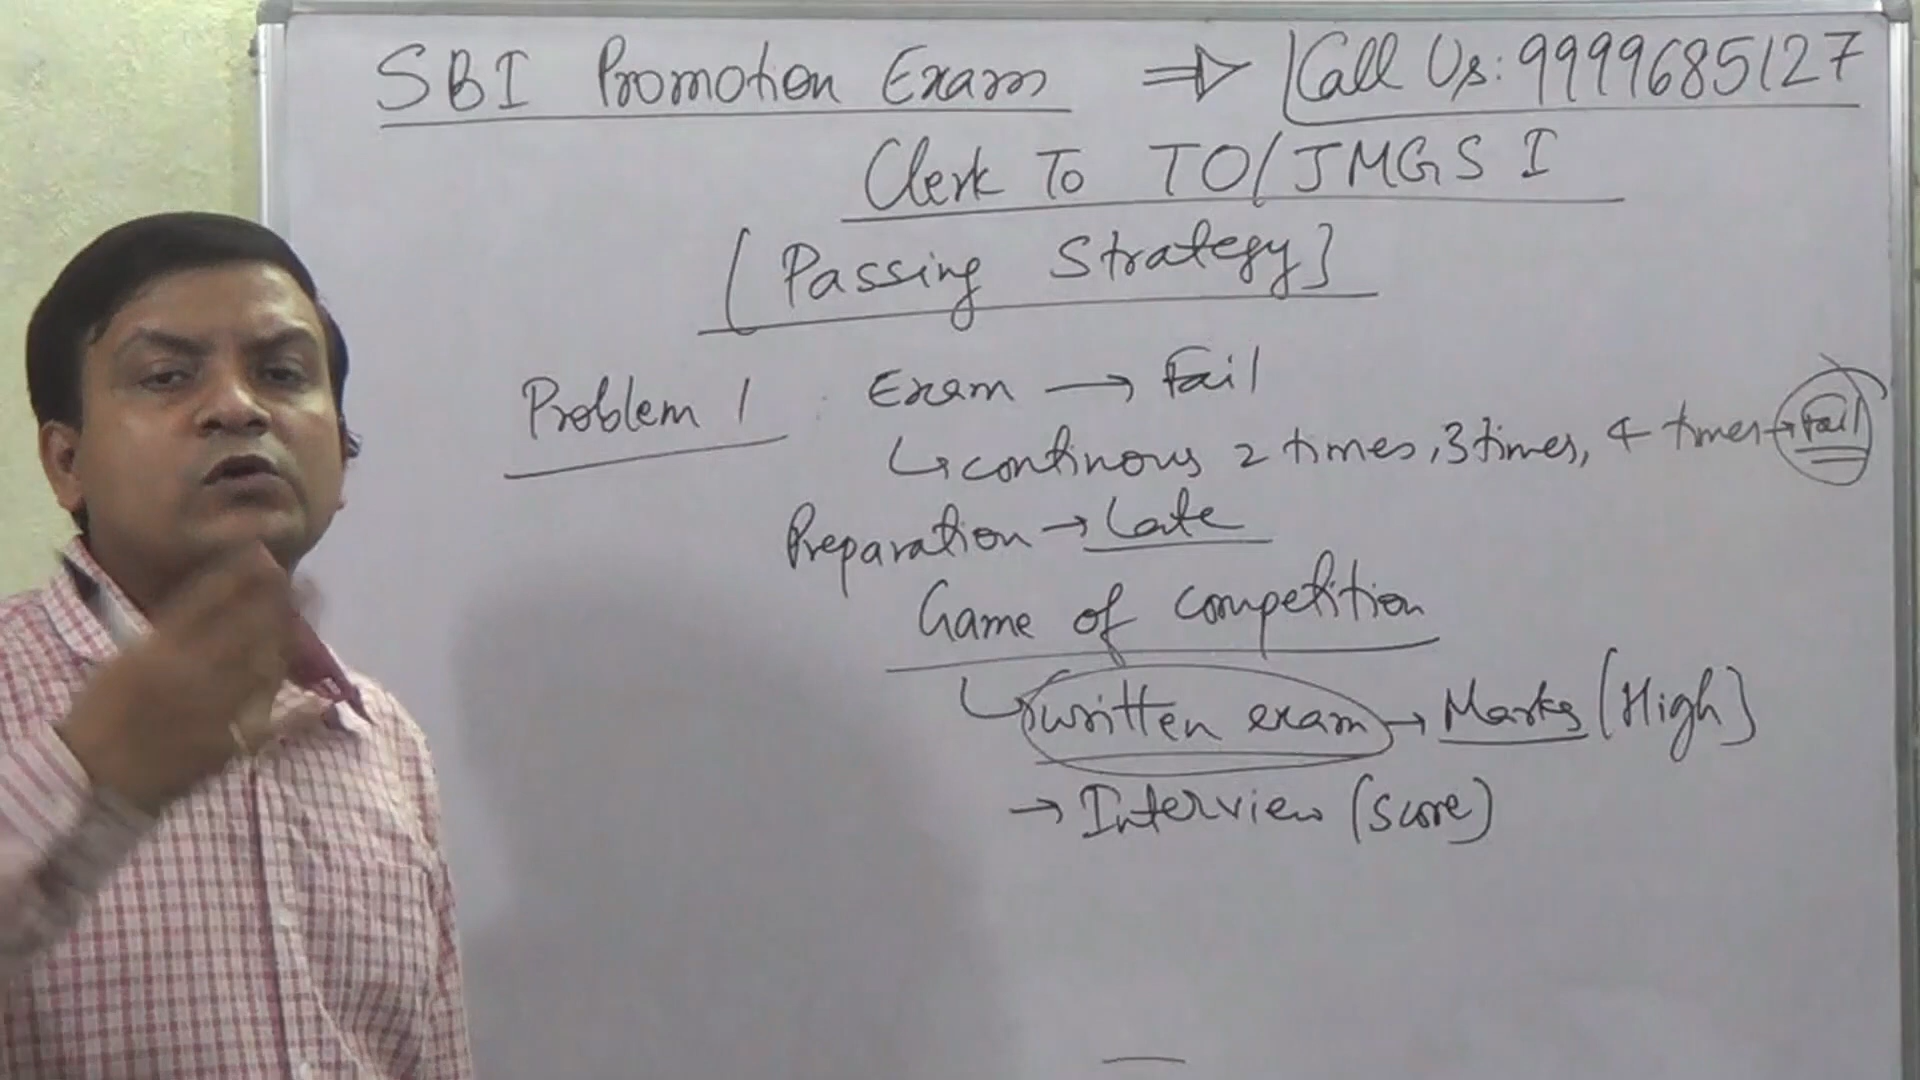 SBI Promotion Exam ⇒ Call Us: 9999685127
Clerk To TO/JMGS I
[Passing Strategy]
Problem 1 Exam → Fail
↳ continous 2 times, 3 times, 4 times → Fail
Preparation → Late
Game of competition
↳ written exam → Marks (High)
→ Interview (Score)